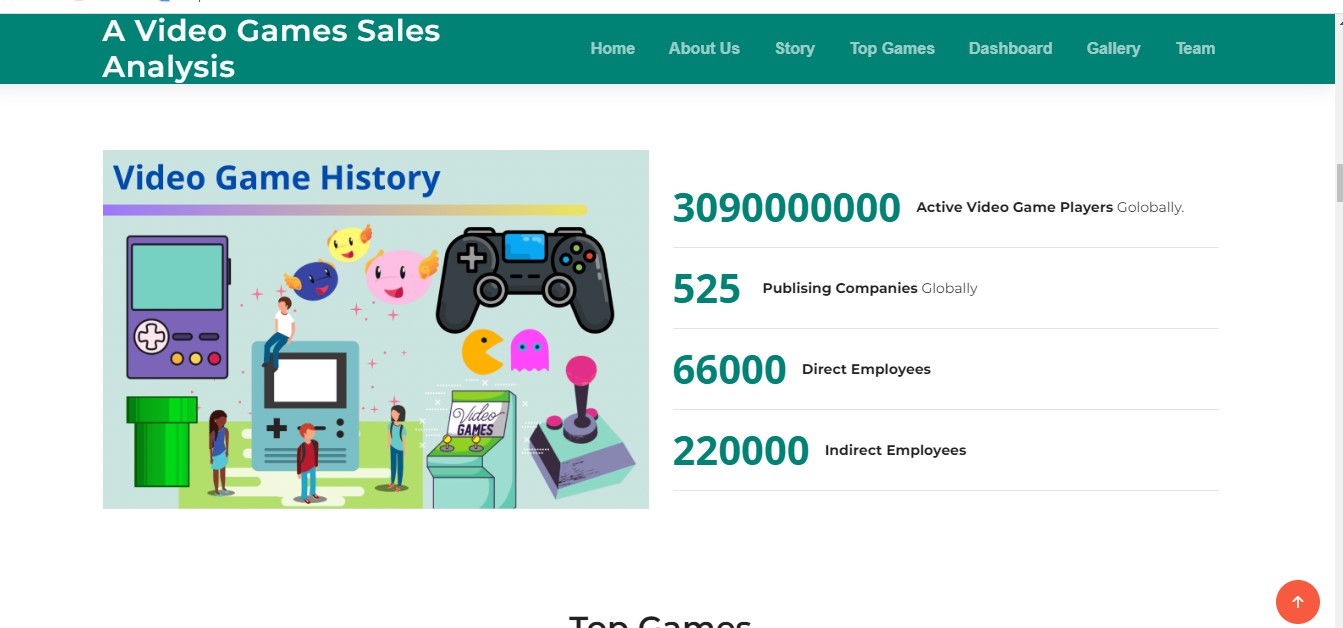 A Video Games Sales
Analysis
Home About Us Story Top Games Dashboard Gallery Team
Video Game History
Video
GAMES
3090000000 Active Video Game Players Golobally.
525 Publising Companies Globally
66000 Direct Employees
220000 Indirect Employees
Top Games